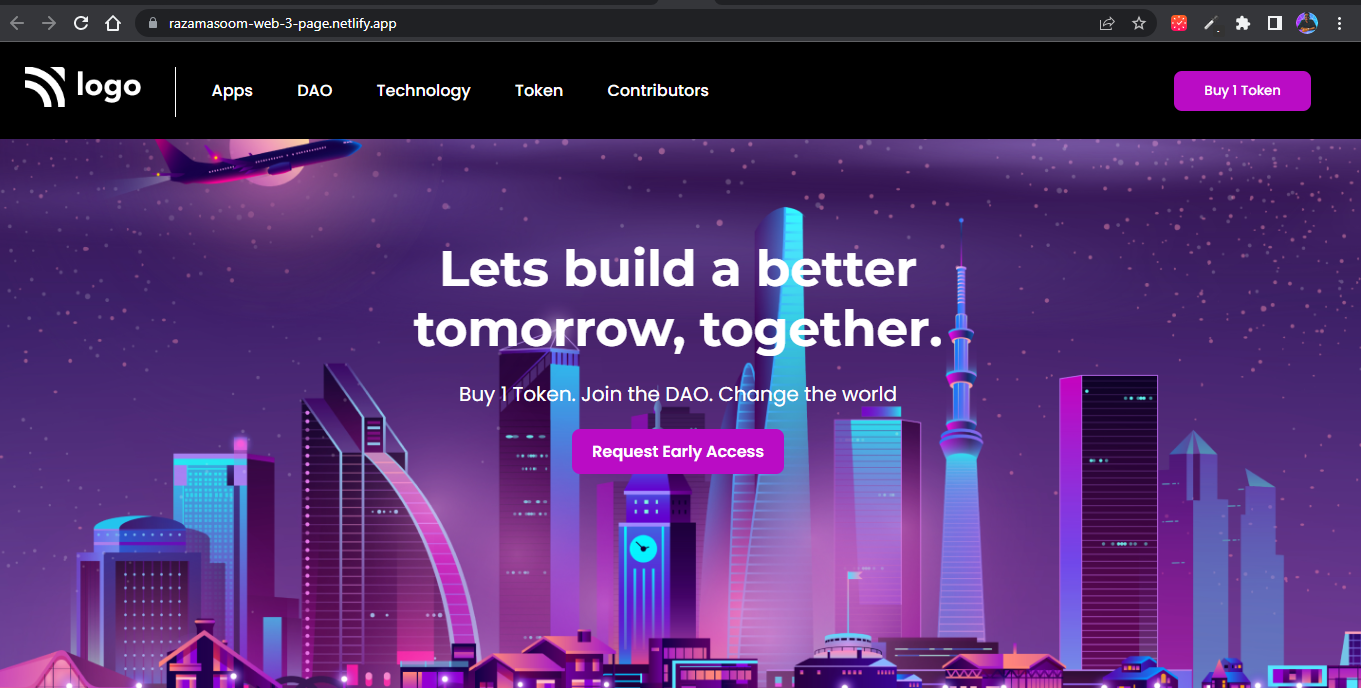 razamasoom-web-3-page.netlify.app
logo
Apps DAO Technology Token Contributors
Buy 1 Token
Lets build a better
tomorrow, together.
Buy 1 Token. Join the DAO. Change the world
Request Early Access